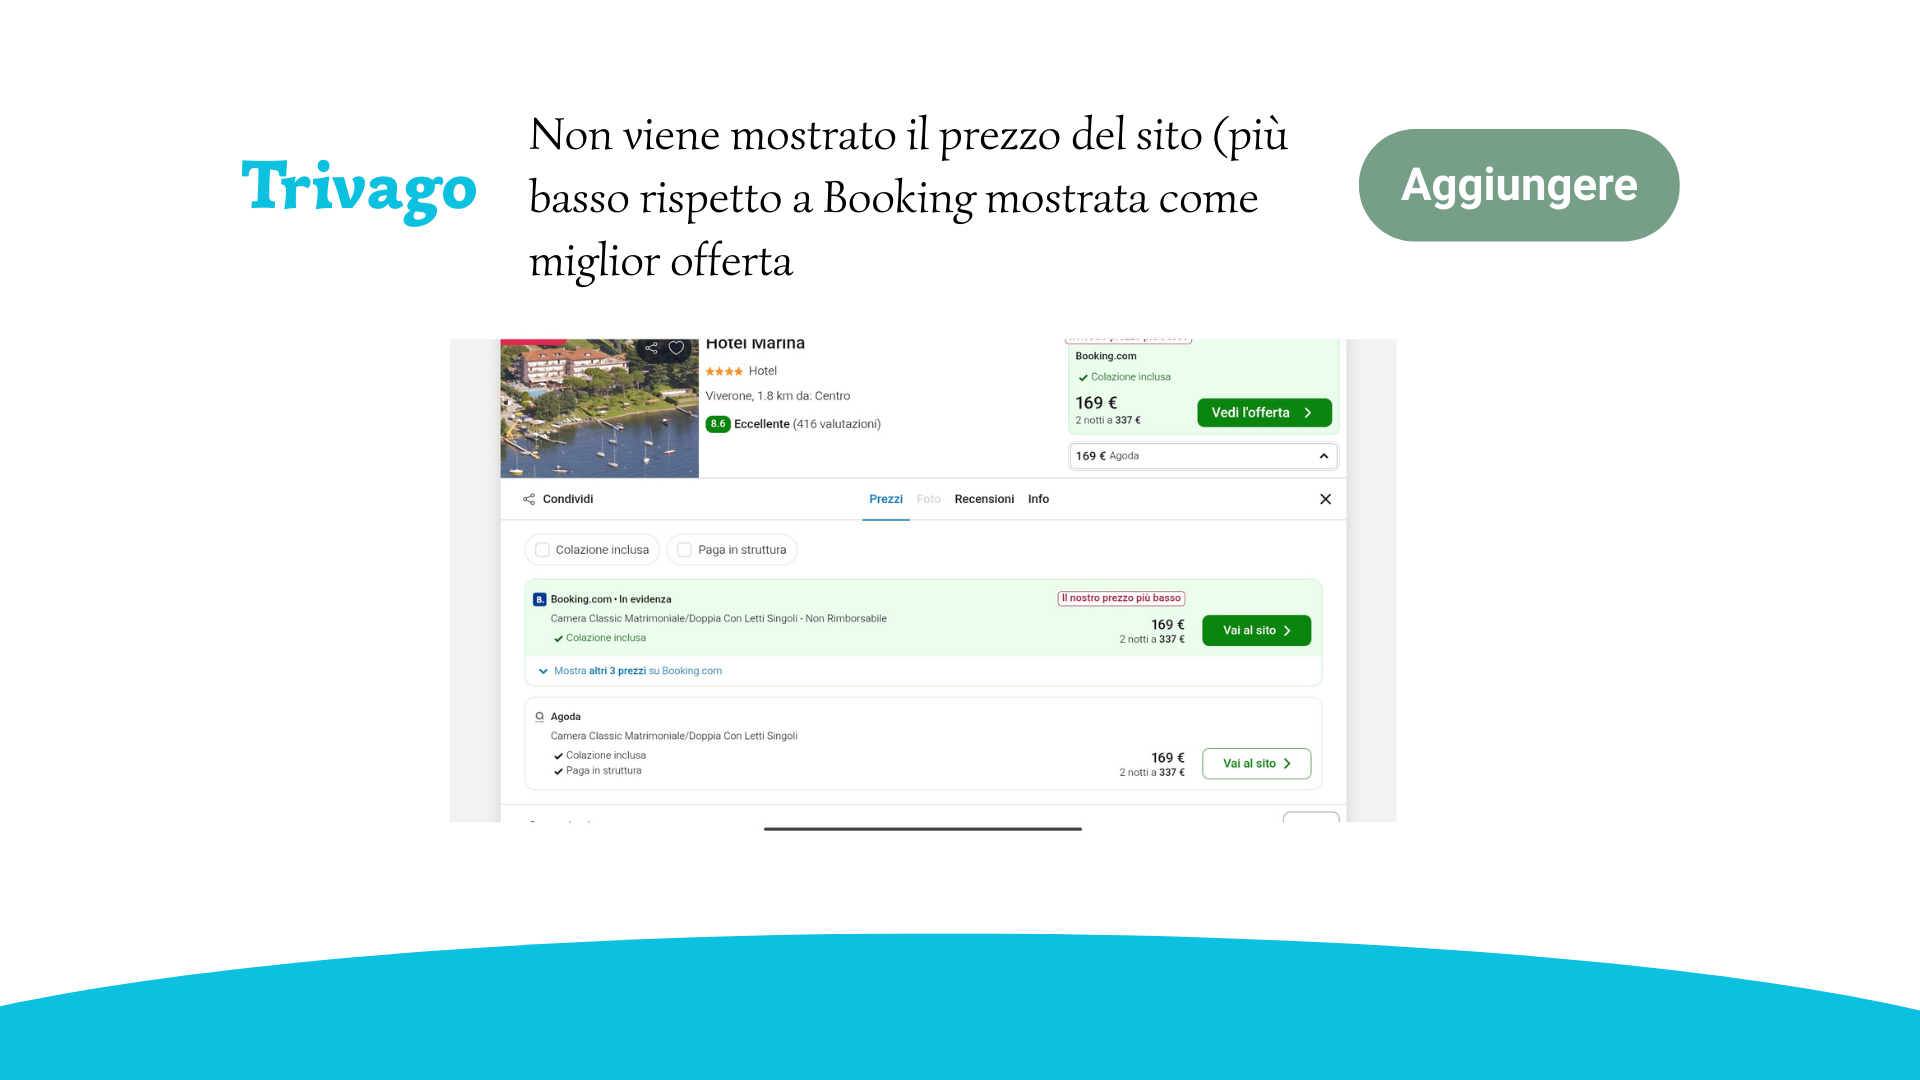 Trivago
Non viene mostrato il prezzo del sito (più
basso rispetto a Booking mostrata come
miglior offerta
Aggiungere
Hotel Marina
Hotel
Viverone, 1.8 km da: Centro
8.6 Eccellente (416 valutazioni)
Booking.com
Colazione inclusa
169 €
2 notti a 337 €
Vedi l'offerta
169 € Agoda
Condividi
Prezzi Foto Recensioni Info
Colazione inclusa Paga in struttura
B. Booking.com • In evidenza
Il nostro prezzo più basso
Camera Classic Matrimoniale/Doppia Con Letti Singoli - Non Rimborsabile
Colazione inclusa
169 €
2 notti a 337 €
Vai al sito
Mostra altri 3 prezzi su Booking.com
Agoda
Camera Classic Matrimoniale/Doppia Con Letti Singoli
Colazione inclusa
Paga in struttura
169 €
2 notti a 337 €
Vai al sito